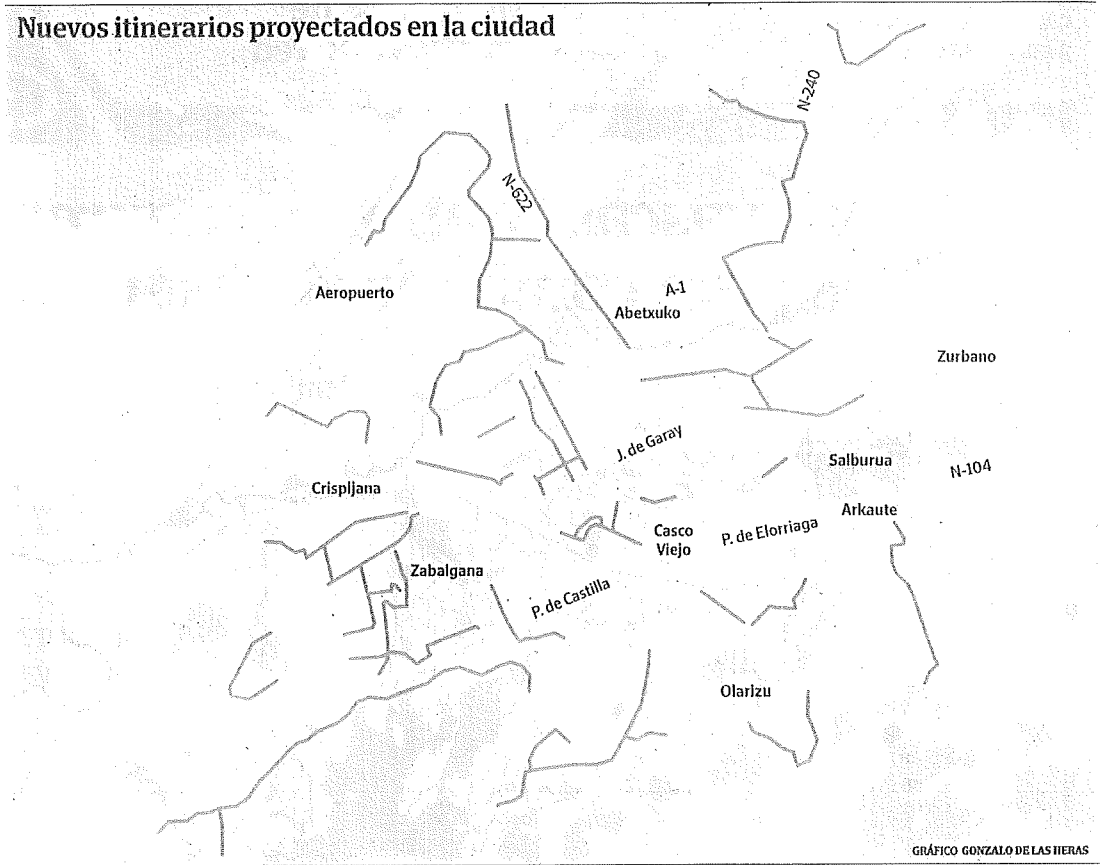 Nuevos itinerarios proyectados en la ciudad
N-240
N-622
Aeropuerto
A-1
Abetxuko
Zurbano
J. de Garay
Salburua
N-104
Crispljana
Arkaute
Casco
Viejo
P. de Elorriaga
Zabalgana
P. de Castilla
Olarizu
GRÁFICO GONZALO DE LAS HERAS